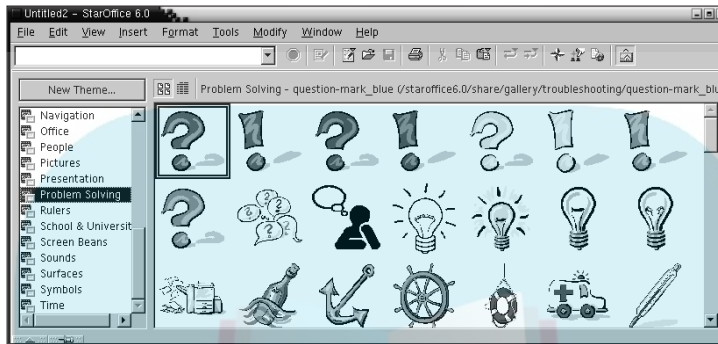 Untitled2 - StarOffice 6.0
File Edit View Insert Format Tools Modify Window Help
New Theme...
Problem Solving - question-mark_blue (/staroffice6.0/share/gallery/troubleshooting/question-mark_blu
Navigation
Office
People
Pictures
Presentation
Problem Solving
Rulers
School & Universit
Screen Beans
Sounds
Surfaces
Symbols
Time